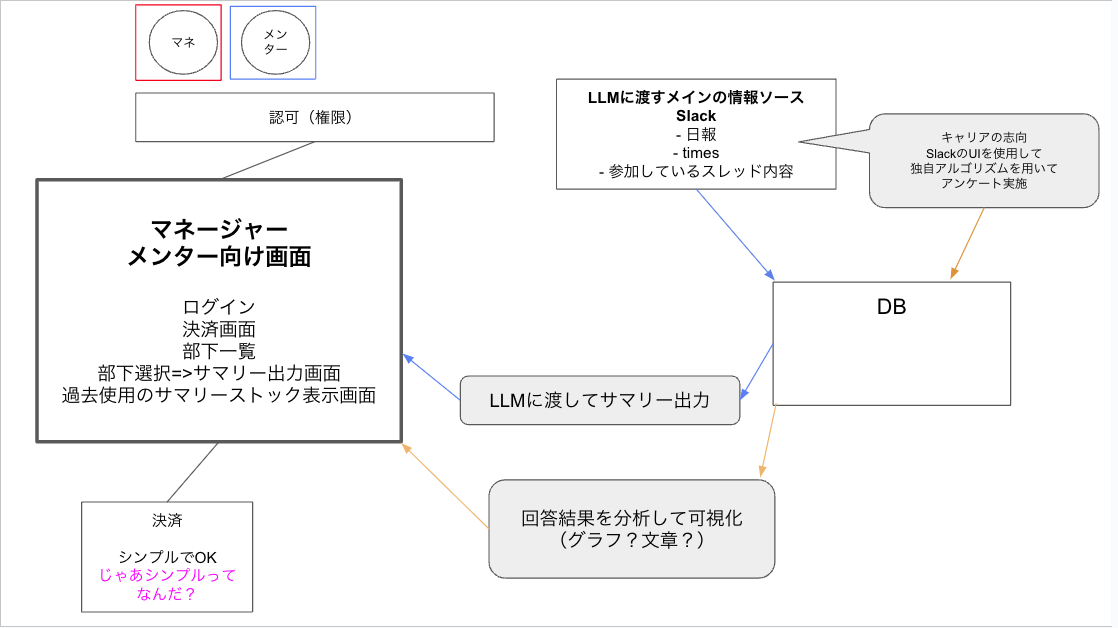 マネ
メン
ター
認可（権限）
LLMに渡すメインの情報ソース
Slack
- 日報
- times
- 参加しているスレッド内容
キャリアの志向
SlackのUIを使用して
独自アルゴリズムを用いて
アンケート実施
マネージャー
メンター向け画面
ログイン
決済画面
部下一覧
部下選択=>サマリー出力画面
過去使用のサマリーストック表示画面
DB
LLMに渡してサマリー出力
回答結果を分析して可視化
（グラフ？文章？）
決済
シンプルでOK
じゃあシンプルって
なんだ？